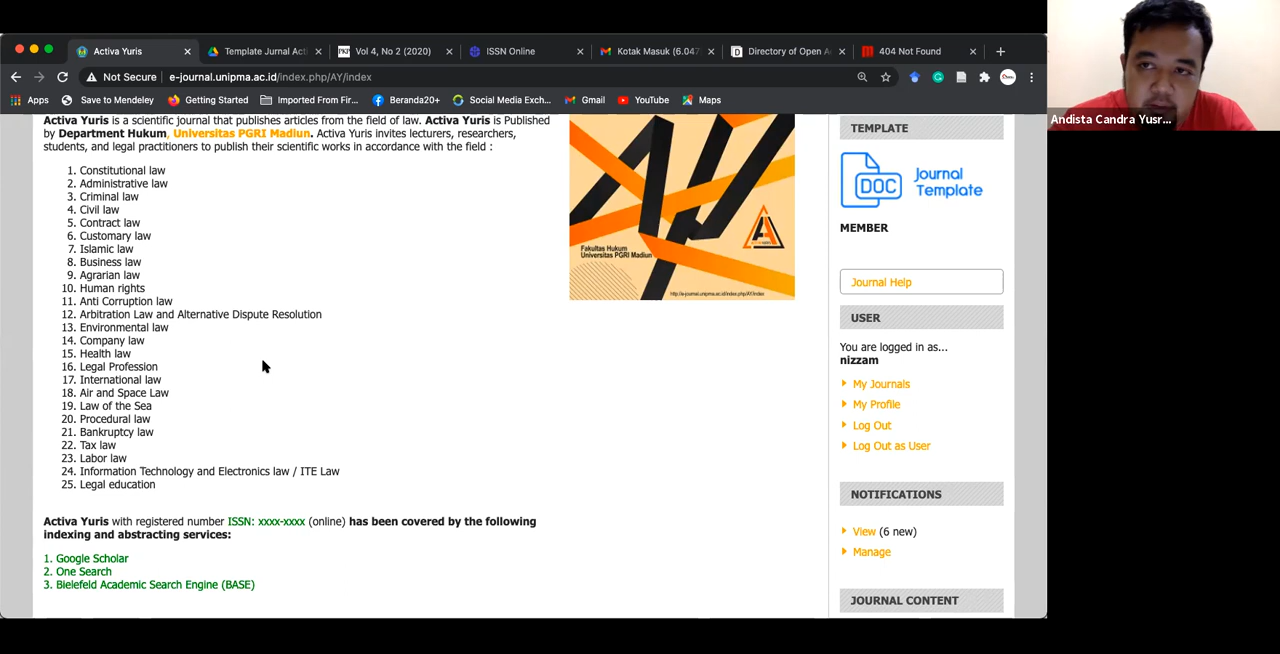 Activa Yuris
Template Jurnal Act
PKP Vol 4, No 2 (2020)
ISSN Online
Kotak Masuk (6.047
Directory of Open A
404 Not Found
Not Secure e-journal.unipma.ac.id/index.php/AY/index
Apps Save to Mendeley Getting Started Imported From Fir... Beranda20+ Social Media Exch... Gmail YouTube Maps
Activa Yuris is a scientific journal that publishes articles from the field of law. Activa Yuris is Published
by Department Hukum, Universitas PGRI Madiun. Activa Yuris invites lecturers, researchers,
students, and legal practitioners to publish their scientific works in accordance with the field :
1. Constitutional law
2. Administrative law
3. Criminal law
4. Civil law
5. Contract law
6. Customary law
7. Islamic law
8. Business law
9. Agrarian law
10. Human rights
11. Anti Corruption law
12. Arbitration Law and Alternative Dispute Resolution
13. Environmental law
14. Company law
15. Health law
16. Legal Profession
17. International law
18. Air and Space Law
19. Law of the Sea
20. Procedural law
21. Bankruptcy law
22. Tax law
23. Labor law
24. Information Technology and Electronics law / ITE Law
25. Legal education
Activa Yuris with registered number ISSN: xxxx-xxxx (online) has been covered by the following
indexing and abstracting services:
1. Google Scholar
2. One Search
3. Bielefeld Academic Search Engine (BASE)
Fakultas Hukum
Universitas PGRI Madiun
http://e-journal.unipma.ac.id/index.php/AY/index
TEMPLATE
DOC
Journal
Template
MEMBER
Journal Help
USER
You are logged in as...
nizzam
My Journals
My Profile
Log Out
Log Out as User
NOTIFICATIONS
View (6 new)
Manage
JOURNAL CONTENT
Andista Candra Yusr...